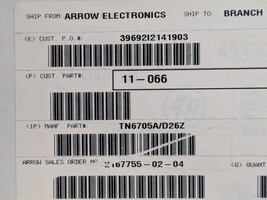 SHIP FROM: ARROW ELECTRONICS SHIP TO: BRANCH
(K) CUST. P.O.#: 39692I2141903
(P) CUST. PART#: 11-066
(1P) MANF. PART#: TN6705A/D26Z
ARROW SALES ORDER NO 2167755-02-04 (Q) QUANT